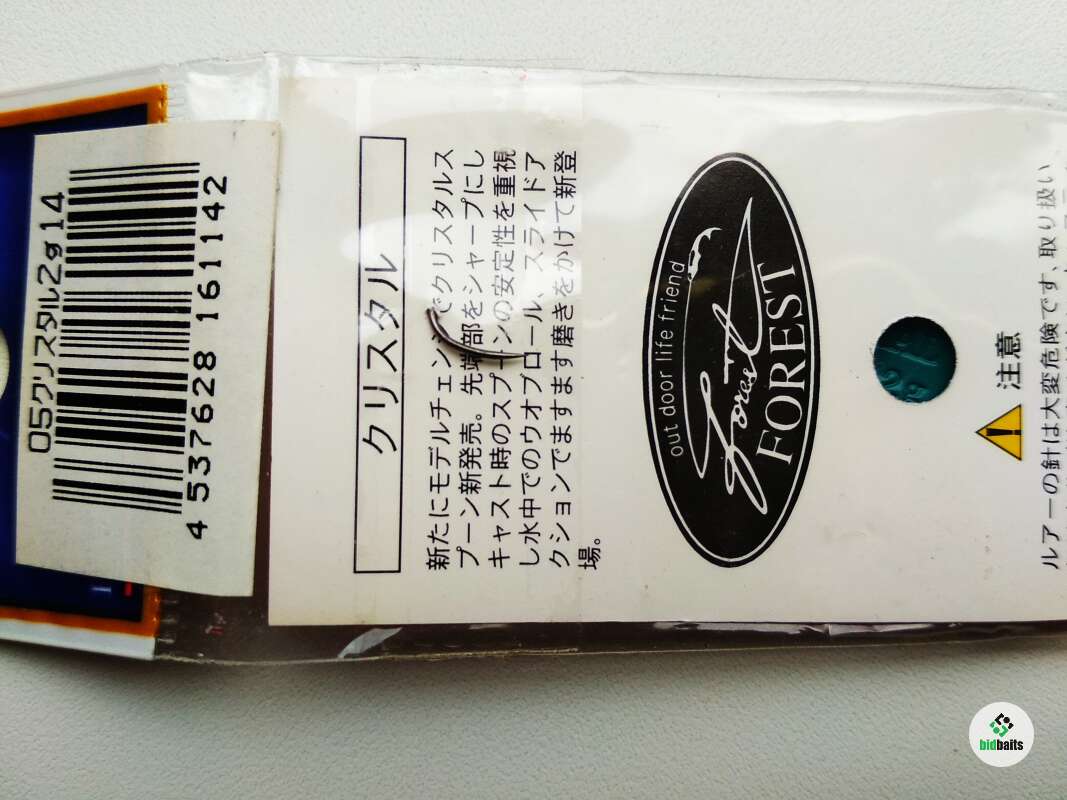 05クリスタル2g14
4 537628 161142
クリスタル
新たにモデルチェンジでクリスタルス
プーン新発売。先端部をシャープにし
キャスト時のスプーンの安定性を重視
し水中でのウオブロール、スライドア
クションでますます磨きをかけて新登
場。
out door life friend
Forest
FOREST
注意
ルアーの針は大変危険です、取り扱い
bidbaits